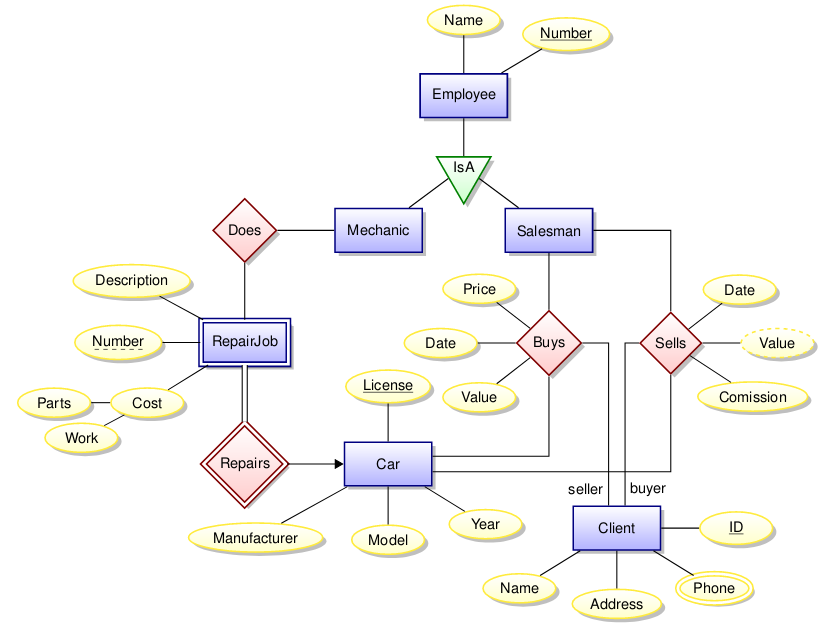 Name
Number
Employee
IsA
Does
Mechanic
Salesman
Description
Price
Date
Number
RepairJob
Date
Buys
Sells
Value
Parts
Cost
License
Value
Comission
Work
Repairs
Car
seller
buyer
Manufacturer
Model
Year
Client
ID
Name
Address
Phone